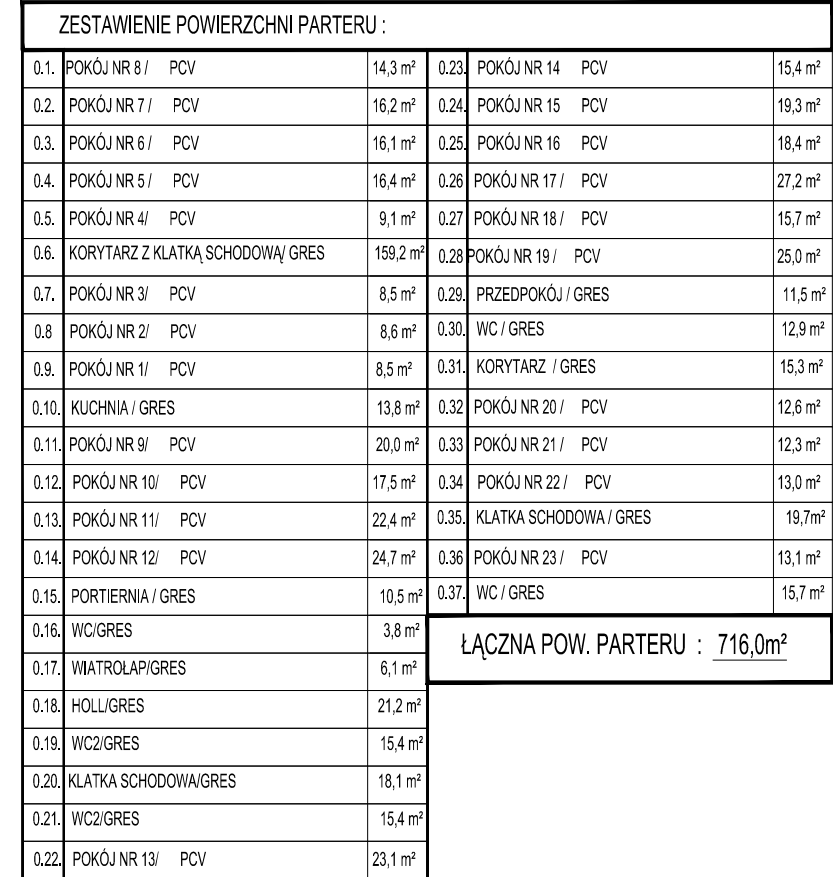 ZESTAWIENIE POWIERZCHNI PARTERU :
0.1. POKÓJ NR 8 / PCV 14,3 m²
0.2. POKÓJ NR 7 / PCV 16,2 m²
0.3. POKÓJ NR 6 / PCV 16,1 m²
0.4. POKÓJ NR 5 / PCV 16,4 m²
0.5. POKÓJ NR 4/ PCV 9,1 m²
0.6. KORYTARZ Z KLATKĄ SCHODOWĄ/ GRES 159,2 m²
0.7. POKÓJ NR 3/ PCV 8,5 m²
0.8 POKÓJ NR 2/ PCV 8,6 m²
0.9. POKÓJ NR 1/ PCV 8,5 m²
0.10. KUCHNIA / GRES 13,8 m²
0.11. POKÓJ NR 9/ PCV 20,0 m²
0.12. POKÓJ NR 10/ PCV 17,5 m²
0.13. POKÓJ NR 11/ PCV 22,4 m²
0.14. POKÓJ NR 12/ PCV 24,7 m²
0.15. PORTIERNIA / GRES 10,5 m²
0.16. WC/GRES 3,8 m²
0.17. WIATROŁAP/GRES 6,1 m²
0.18. HOLL/GRES 21,2 m²
0.19. WC2/GRES 15,4 m²
0.20. KLATKA SCHODOWA/GRES 18,1 m²
0.21. WC2/GRES 15,4 m²
0.22. POKÓJ NR 13/ PCV 23,1 m²
0.23. POKÓJ NR 14 PCV 15,4 m²
0.24. POKÓJ NR 15 PCV 19,3 m²
0.25. POKÓJ NR 16 PCV 18,4 m²
0.26 POKÓJ NR 17 / PCV 27,2 m²
0.27 POKÓJ NR 18 / PCV 15,7 m²
0.28 POKÓJ NR 19 / PCV 25,0 m²
0.29. PRZEDPOKÓJ / GRES 11,5 m²
0.30. WC / GRES 12,9 m²
0.31. KORYTARZ / GRES 15,3 m²
0.32 POKÓJ NR 20 / PCV 12,6 m²
0.33 POKÓJ NR 21 / PCV 12,3 m²
0.34 POKÓJ NR 22 / PCV 13,0 m²
0.35. KLATKA SCHODOWA / GRES 19,7m²
0.36 POKÓJ NR 23 / PCV 13,1 m²
0.37. WC / GRES 15,7 m²
ŁĄCZNA POW. PARTERU : 716,0m²